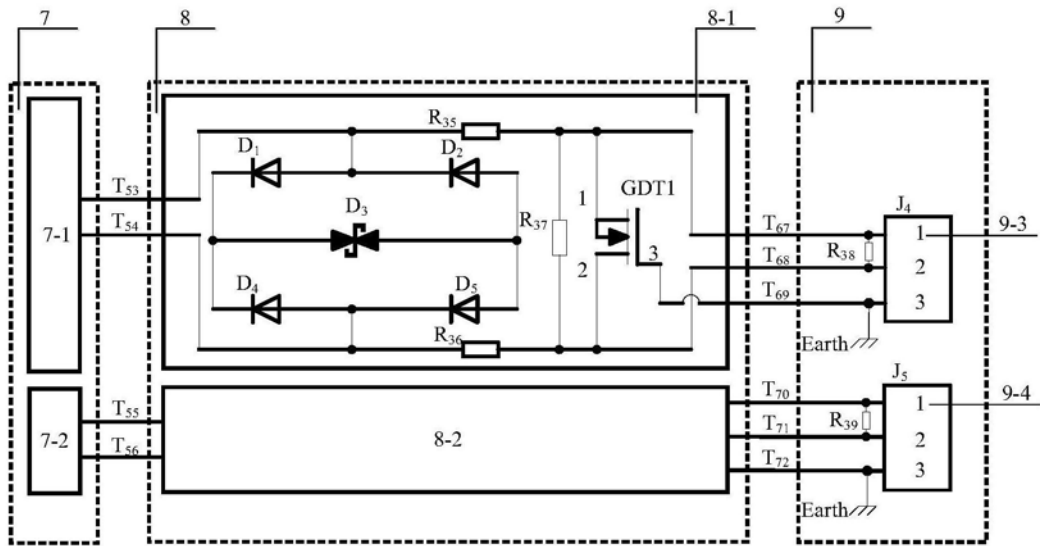 7
8
8-1
9
R35
D1
D2
GDT1
T53
1
J4
D3
R37
T67
1
9-3
T54
7-1
R38
2
3
T68
2
D4
D5
T69
3
R36
Earth
J5
T70
1
9-4
T55
7-2
8-2
R39
T71
2
T56
T72
3
Earth